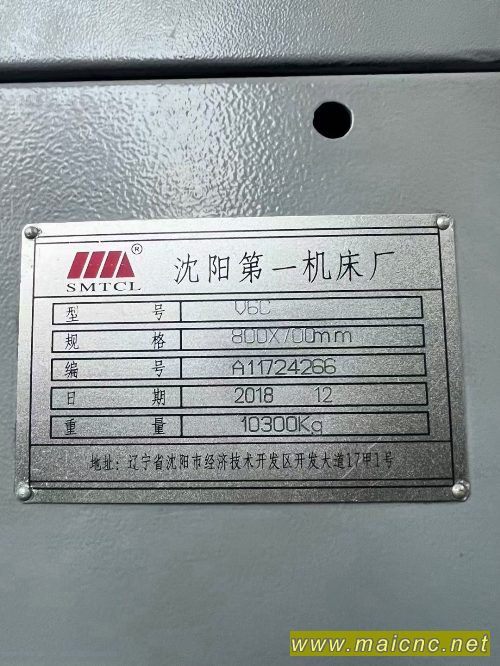 SMTCL
®
沈阳第一机床厂
型号 V6C
规格 800X700mm
编号 A11724266
日期 2018 12
重量 10300Kg
地址: 辽宁省沈阳市经济技术开发区开发大道17甲1号
www.maicnc.net